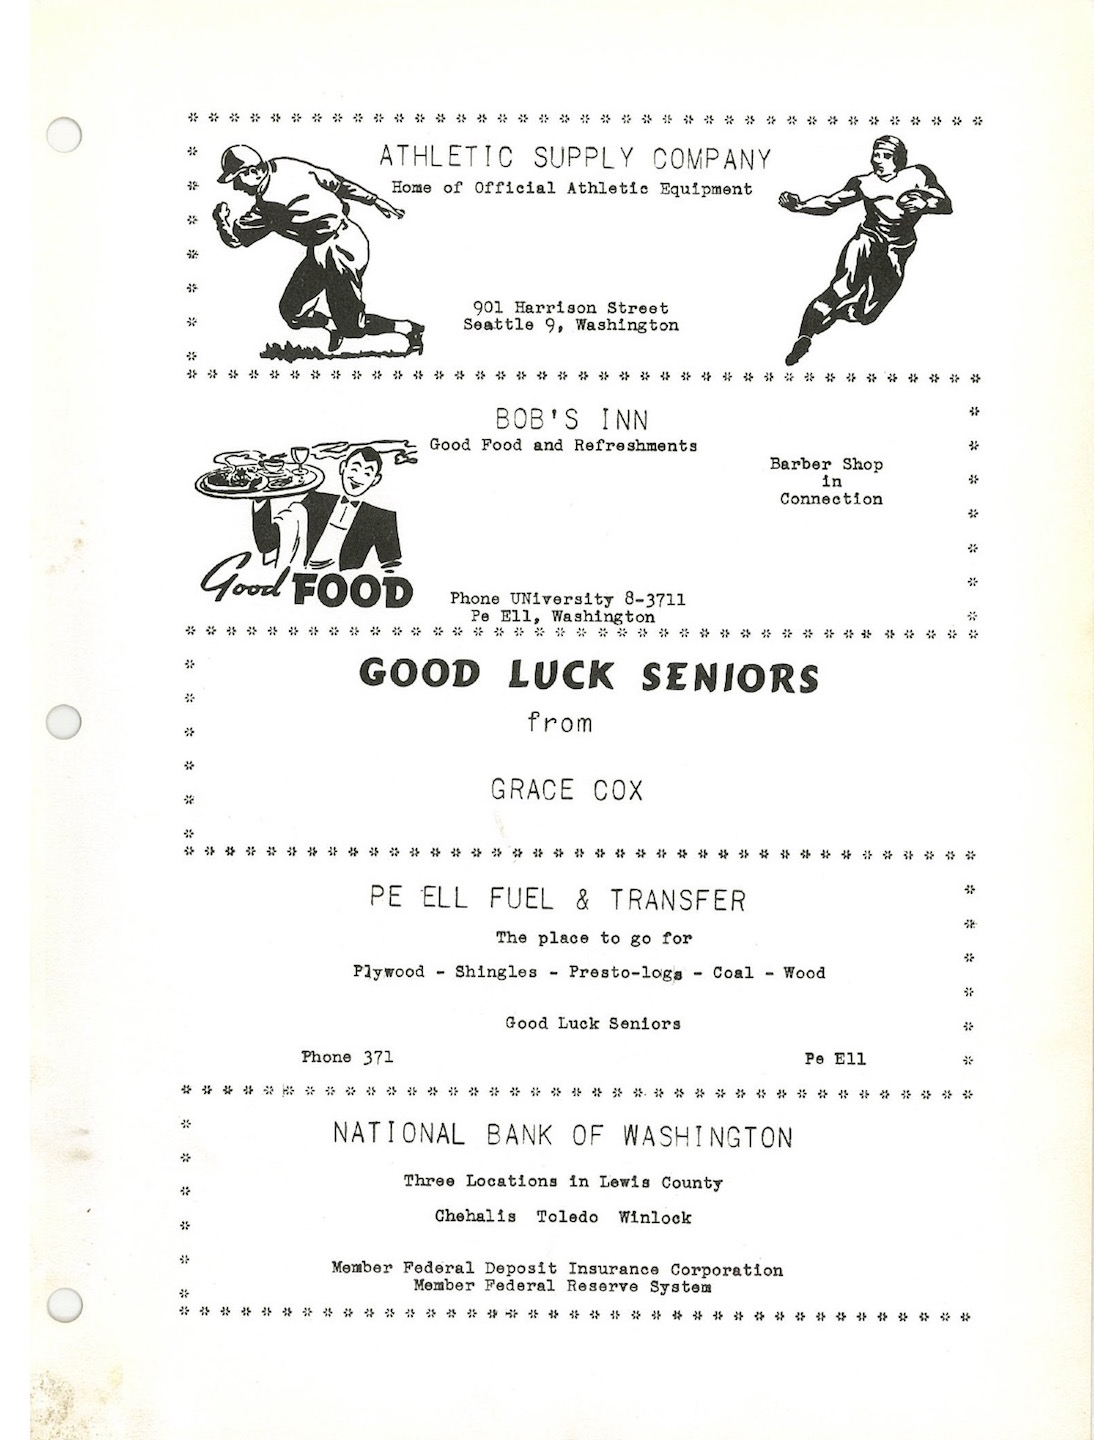 ATHLETIC SUPPLY COMPANY
Home of Official Athletic Equipment
901 Harrison Street
Seattle 9, Washington
BOB'S INN
Good Food and Refreshments
Barber Shop
in
Connection
Good FOOD
Phone UNiversity 8-3711
Pe Ell, Washington
GOOD LUCK SENIORS
from
GRACE COX
PE ELL FUEL & TRANSFER
The place to go for
Plywood - Shingles - Presto-logs - Coal - Wood
Good Luck Seniors
Phone 371 Pe Ell
NATIONAL BANK OF WASHINGTON
Three Locations in Lewis County
Chehalis Toledo Winlock
Member Federal Deposit Insurance Corporation
Member Federal Reserve System